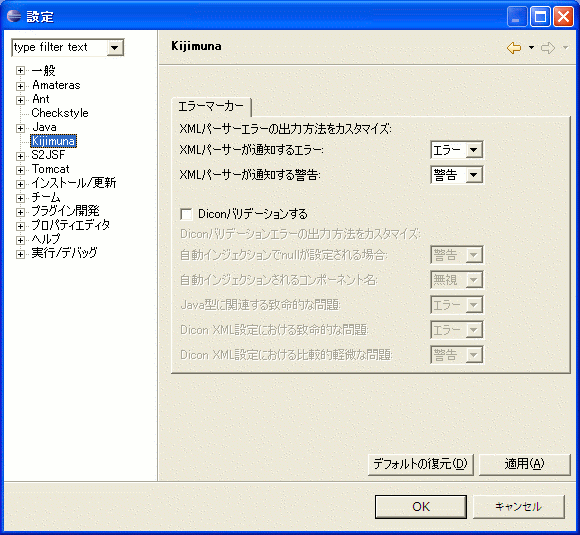 設定
type filter text
Kijimuna
一般
Amateras
Ant
Checkstyle
Java
Kijimuna
S2JSF
Tomcat
インストール/更新
チーム
プラグイン開発
プロパティエディタ
ヘルプ
実行/デバッグ
エラーマーカー
XMLパーサーエラーの出力方法をカスタマイズ:
XMLパーサーが通知するエラー: エラー
XMLパーサーが通知する警告: 警告
Diconバリデーションする
Diconバリデーションエラーの出力方法をカスタマイズ:
自動インジェクションでnullが設定される場合: 警告
自動インジェクションされるコンポーネント名: 無視
Java型に関連する致命的な問題: エラー
Dicon XML設定における致命的な問題: エラー
Dicon XML設定における比較的軽微な問題: 警告
デフォルトの復元(D) 適用(A)
OK キャンセル